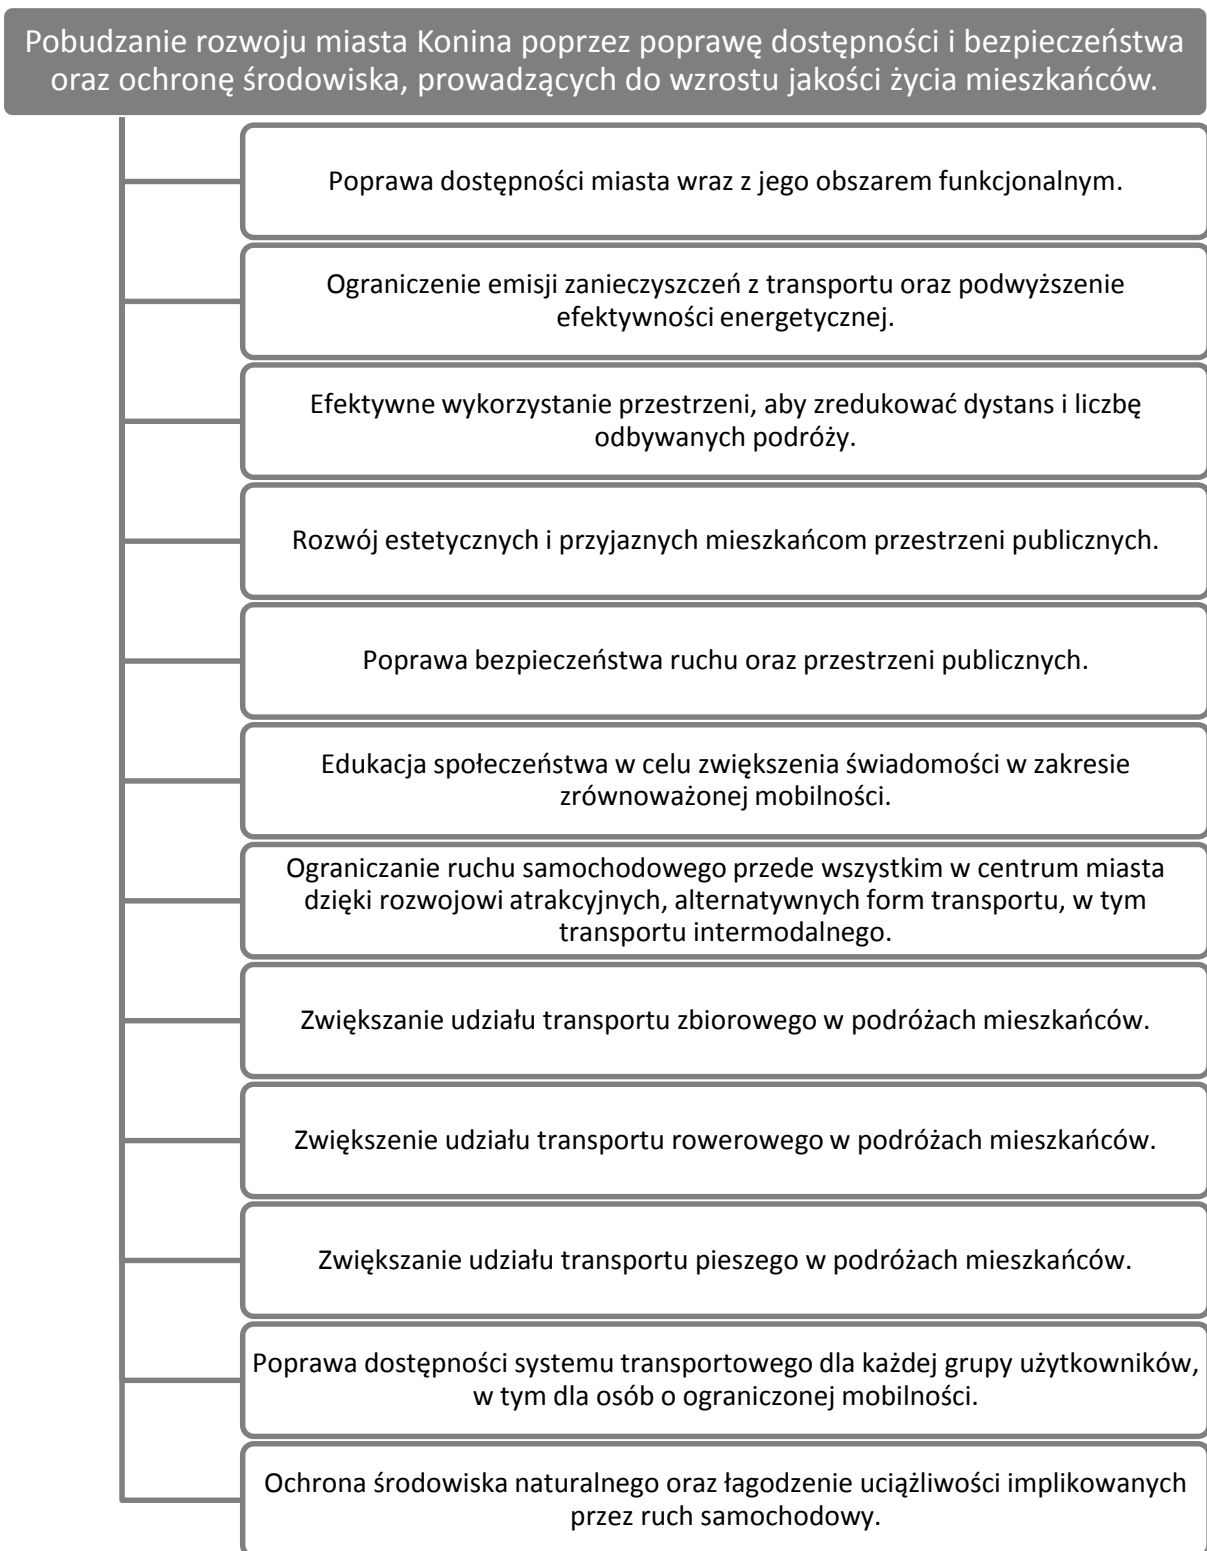 Pobudzanie rozwoju miasta Konina poprzez poprawę dostępności i bezpieczeństwa
oraz ochronę środowiska, prowadzących do wzrostu jakości życia mieszkańców.
Poprawa dostępności miasta wraz z jego obszarem funkcjonalnym.
Ograniczenie emisji zanieczyszczeń z transportu oraz podwyższenie
efektywności energetycznej.
Efektywne wykorzystanie przestrzeni, aby zredukować dystans i liczbę
odbywanych podróży.
Rozwój estetycznych i przyjaznych mieszkańcom przestrzeni publicznych.
Poprawa bezpieczeństwa ruchu oraz przestrzeni publicznych.
Edukacja społeczeństwa w celu zwiększenia świadomości w zakresie
zrównoważonej mobilności.
Ograniczanie ruchu samochodowego przede wszystkim w centrum miasta
dzięki rozwojowi atrakcyjnych, alternatywnych form transportu, w tym
transportu intermodalnego.
Zwiększanie udziału transportu zbiorowego w podróżach mieszkańców.
Zwiększenie udziału transportu rowerowego w podróżach mieszkańców.
Zwiększanie udziału transportu pieszego w podróżach mieszkańców.
Poprawa dostępności systemu transportowego dla każdej grupy użytkowników,
w tym dla osób o ograniczonej mobilności.
Ochrona środowiska naturalnego oraz łagodzenie uciążliwości implikowanych
przez ruch samochodowy.